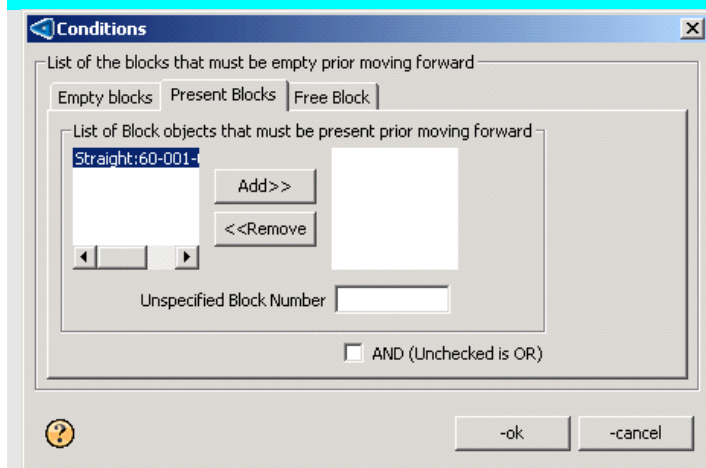 Conditions
List of the blocks that must be empty prior moving forward
Empty blocks Present Blocks Free Block
List of Block objects that must be present prior moving forward
Straight:60-001-
Add>>
<<Remove
Unspecified Block Number
AND (Unchecked is OR)
-ok -cancel